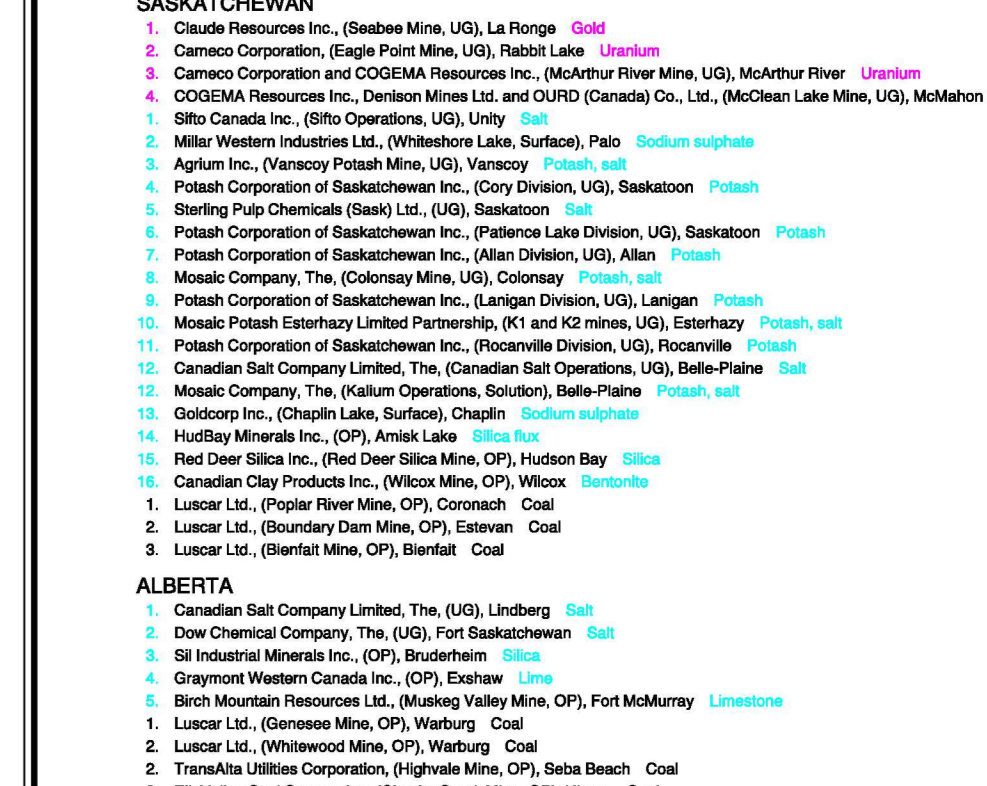 SASKATCHEWAN
1. Claude Resources Inc., (Seabee Mine, UG), La Ronge Gold
2. Cameco Corporation, (Eagle Point Mine, UG), Rabbit Lake Uranium
3. Cameco Corporation and COGEMA Resources Inc., (McArthur River Mine, UG), McArthur River Uranium
4. COGEMA Resources Inc., Denison Mines Ltd. and OURD (Canada) Co., Ltd., (McClean Lake Mine, UG), McMahon
1. Sifto Canada Inc., (Sifto Operations, UG), Unity Salt
2. Millar Western Industries Ltd., (Whiteshore Lake, Surface), Palo Sodium sulphate
3. Agrium Inc., (Vanscoy Potash Mine, UG), Vanscoy Potash, salt
4. Potash Corporation of Saskatchewan Inc., (Cory Division, UG), Saskatoon Potash
5. Sterling Pulp Chemicals (Sask) Ltd., (UG), Saskatoon Salt
6. Potash Corporation of Saskatchewan Inc., (Patience Lake Division, UG), Saskatoon Potash
7. Potash Corporation of Saskatchewan Inc., (Allan Division, UG), Allan Potash
8. Mosaic Company, The, (Colonsay Mine, UG), Colonsay Potash, salt
9. Potash Corporation of Saskatchewan Inc., (Lanigan Division, UG), Lanigan Potash
10. Mosaic Potash Esterhazy Limited Partnership, (K1 and K2 mines, UG), Esterhazy Potash, salt
11. Potash Corporation of Saskatchewan Inc., (Rocanville Division, UG), Rocanville Potash
12. Canadian Salt Company Limited, The, (Canadian Salt Operations, UG), Belle-Plaine Salt
12. Mosaic Company, The, (Kalium Operations, Solution), Belle-Plaine Potash, salt
13. Goldcorp Inc., (Chaplin Lake, Surface), Chaplin Sodium sulphate
14. HudBay Minerals Inc., (OP), Amisk Lake Silica flux
15. Red Deer Silica Inc., (Red Deer Silica Mine, OP), Hudson Bay Silica
16. Canadian Clay Products Inc., (Wilcox Mine, OP), Wilcox Bentonite
1. Luscar Ltd., (Poplar River Mine, OP), Coronach Coal
2. Luscar Ltd., (Boundary Dam Mine, OP), Estevan Coal
3. Luscar Ltd., (Bienfait Mine, OP), Bienfait Coal
ALBERTA
1. Canadian Salt Company Limited, The, (UG), Lindberg Salt
2. Dow Chemical Company, The, (UG), Fort Saskatchewan Salt
3. Sil Industrial Minerals Inc., (OP), Bruderheim Silica
4. Graymont Western Canada Inc., (OP), Exshaw Lime
5. Birch Mountain Resources Ltd., (Muskeg Valley Mine, OP), Fort McMurray Limestone
1. Luscar Ltd., (Genesee Mine, OP), Warburg Coal
2. Luscar Ltd., (Whitewood Mine, OP), Warburg Coal
2. TransAlta Utilities Corporation, (Highvale Mine, OP), Seba Beach Coal